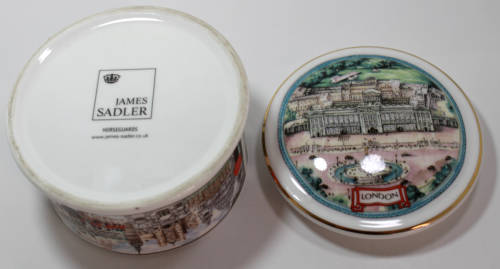 JAMES
SADLER
HORSEGUARDS
www.james-sadler.co.uk
LONDON